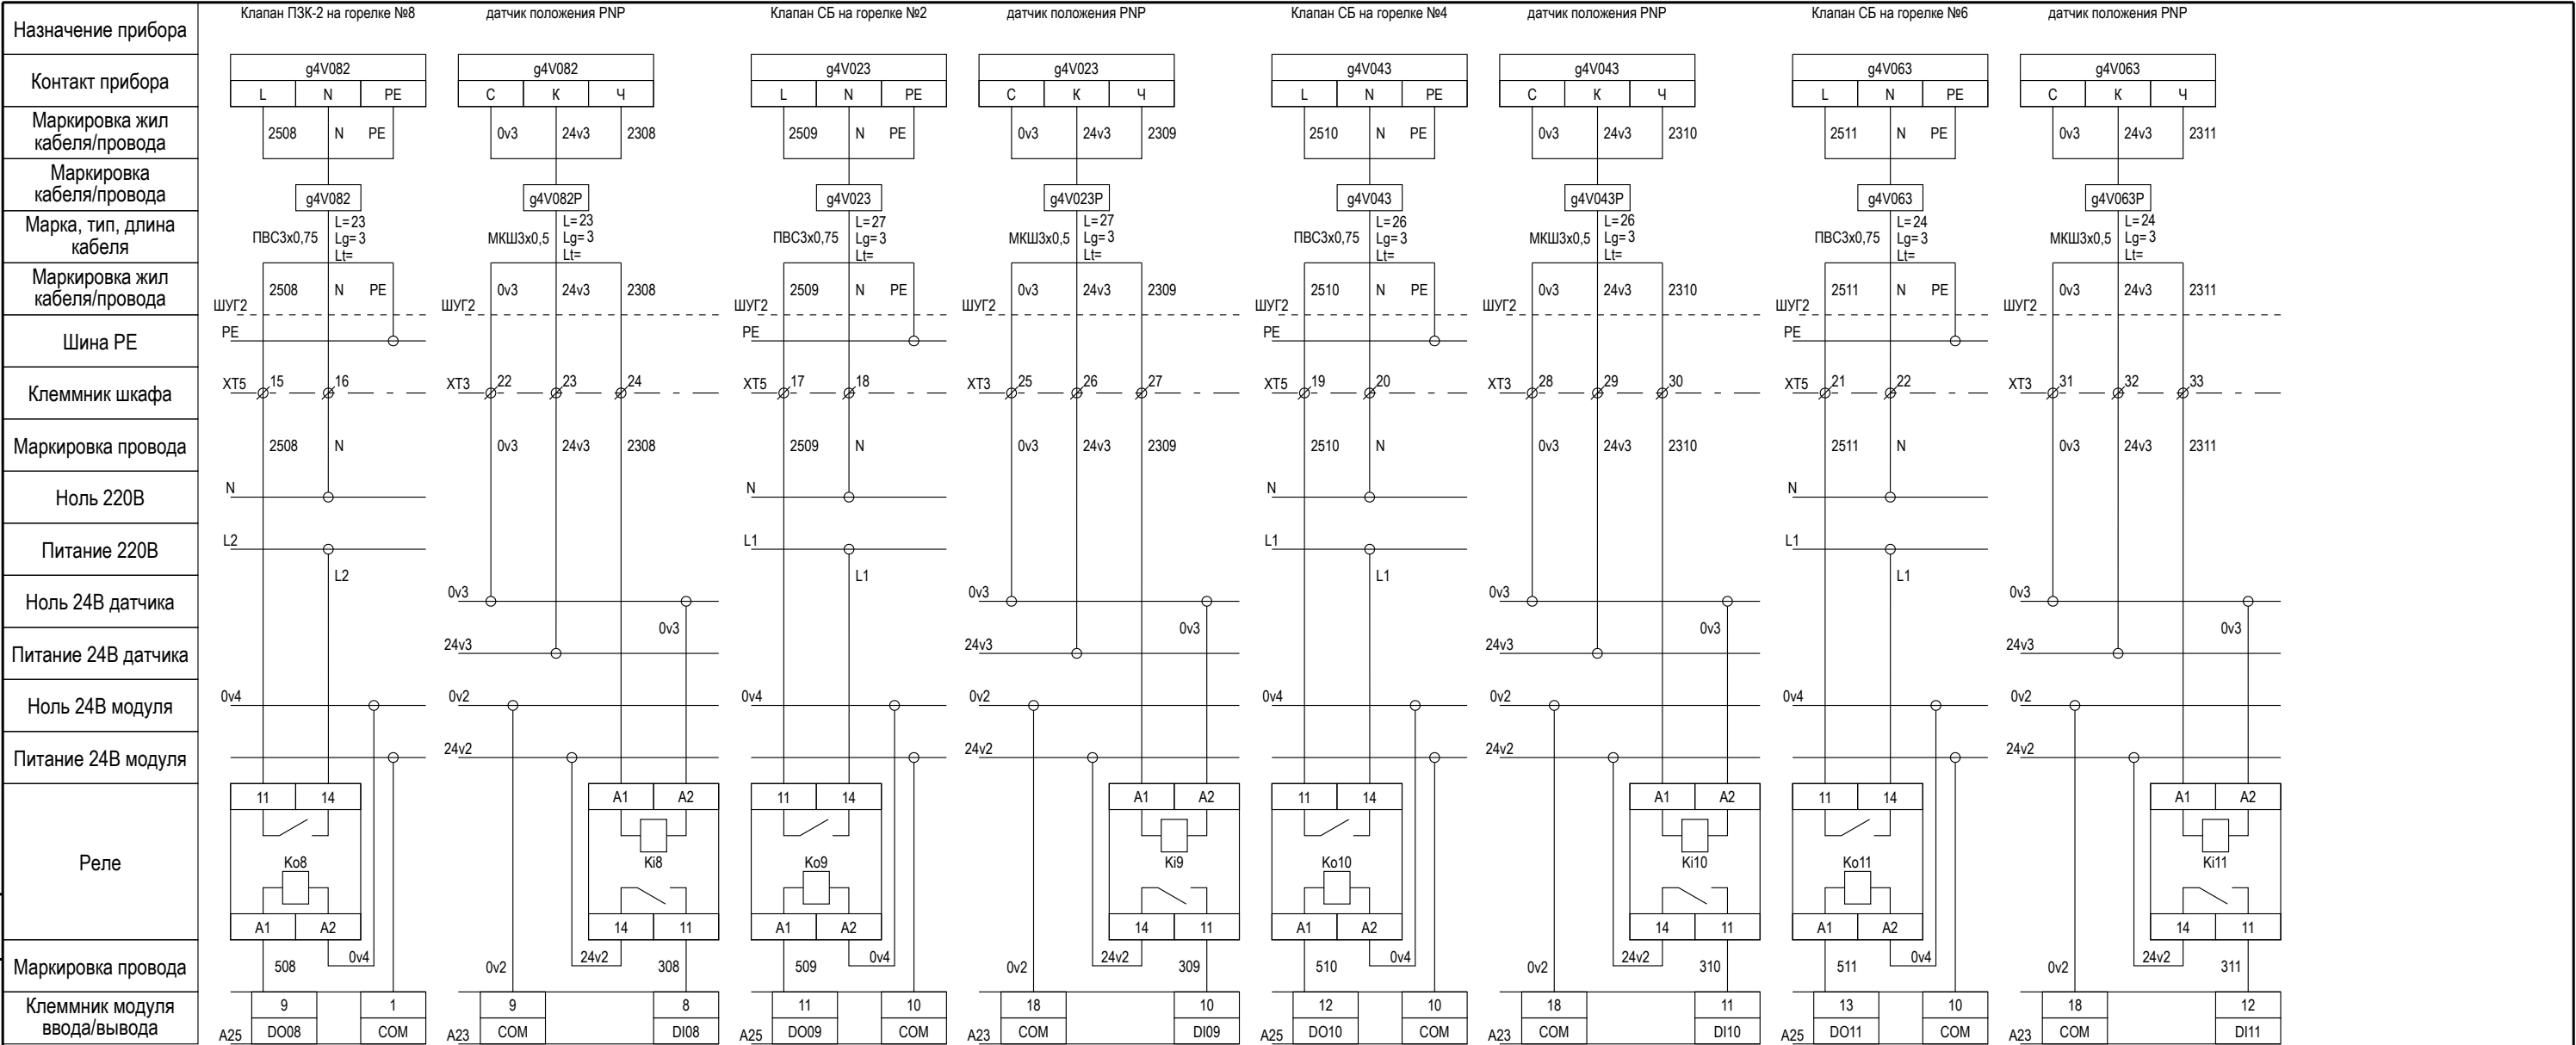 Назначение прибора
Клапан ПЗК-2 на горелке №8 датчик положения PNP Клапан СБ на горелке №2 датчик положения PNP Клапан СБ на горелке №4 датчик положения PNP Клапан СБ на горелке №6 датчик положения PNP
Контакт прибора
g4V082 g4V082 g4V023 g4V023 g4V043 g4V043 g4V063 g4V063
L N PE С К Ч L N PE С К Ч L N PE С К Ч L N PE С К Ч
Маркировка жил
кабеля/провода
2508 N PE 0v3 24v3 2308 2509 N PE 0v3 24v3 2309 2510 N PE 0v3 24v3 2310 2511 N PE 0v3 24v3 2311
Маркировка
кабеля/провода
g4V082 g4V082P g4V023 g4V023P g4V043 g4V043P g4V063 g4V063P
Марка, тип, длина
кабеля
L=23 L=23 L=27 L=27 L=26 L=26 L=24 L=24
ПВС3х0,75 Lg=3 МКШ3х0,5 Lg=3 ПВС3х0,75 Lg=3 МКШ3х0,5 Lg=3 ПВС3х0,75 Lg=3 МКШ3х0,5 Lg=3 ПВС3х0,75 Lg=3 МКШ3х0,5 Lg=3
Lt= Lt= Lt= Lt= Lt= Lt= Lt= Lt=
Маркировка жил
кабеля/провода
2508 N PE 0v3 24v3 2308 2509 N PE 0v3 24v3 2309 2510 N PE 0v3 24v3 2310 2511 N PE 0v3 24v3 2311
ШУГ2 ШУГ2 ШУГ2 ШУГ2 ШУГ2 ШУГ2 ШУГ2 ШУГ2
Шина PE
PE PE PE PE
Клеммник шкафа
XT5 15 16 XT3 22 23 24 XT5 17 18 XT3 25 26 27 XT5 19 20 XT3 28 29 30 XT5 21 22 XT3 31 32 33
Маркировка провода
2508 N 0v3 24v3 2308 2509 N 0v3 24v3 2309 2510 N 0v3 24v3 2310 2511 N 0v3 24v3 2311
Ноль 220В
N N N N
Питание 220В
L2 L1 L1 L1
L2 L1 L1 L1
Ноль 24В датчика
0v3 0v3 0v3 0v3
0v3 0v3 0v3 0v3
Питание 24В датчика
24v3 24v3 24v3 24v3
Ноль 24В модуля
0v4 0v2 0v4 0v2 0v4 0v2 0v4 0v2
Питание 24В модуля
24v2 24v2 24v2 24v2
Реле
11 14 A1 A2 11 14 A1 A2 11 14 A1 A2 11 14 A1 A2
Ko8 Ki8 Ko9 Ki9 Ko10 Ki10 Ko11 Ki11
A1 A2 14 11 A1 A2 14 11 A1 A2 14 11 A1 A2 14 11
Маркировка провода
508 0v4 0v2 24v2 308 509 0v4 0v2 24v2 309 510 0v4 0v2 24v2 310 511 0v4 0v2 24v2 311
Клеммник модуля
ввода/вывода
9 1 9 8 11 10 18 10 12 10 18 11 13 10 18 12
A25 DO08 COM A23 COM DI08 A25 DO09 COM A23 COM DI09 A25 DO10 COM A23 COM DI10 A25 DO11 COM A23 COM DI11